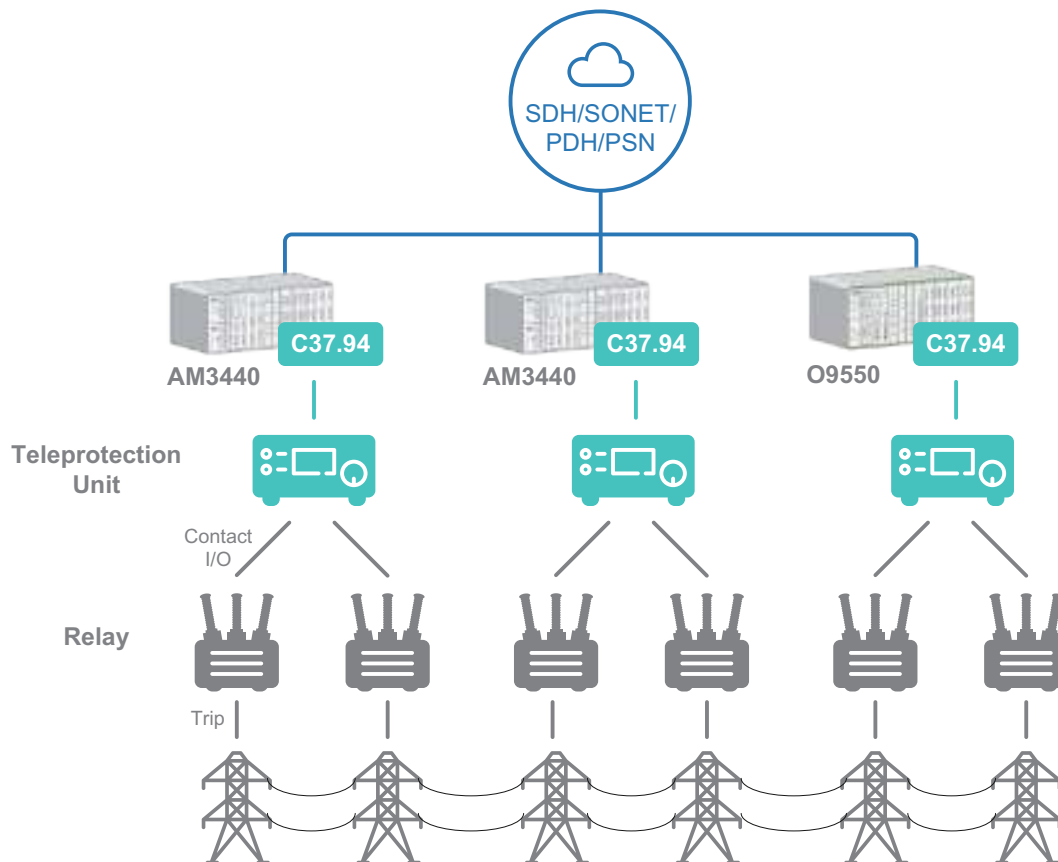 SDH/SONET/
PDH/PSN
C37.94
C37.94
C37.94
AM3440
AM3440
O9550
Teleprotection
Unit
Contact
I/O
Relay
Trip